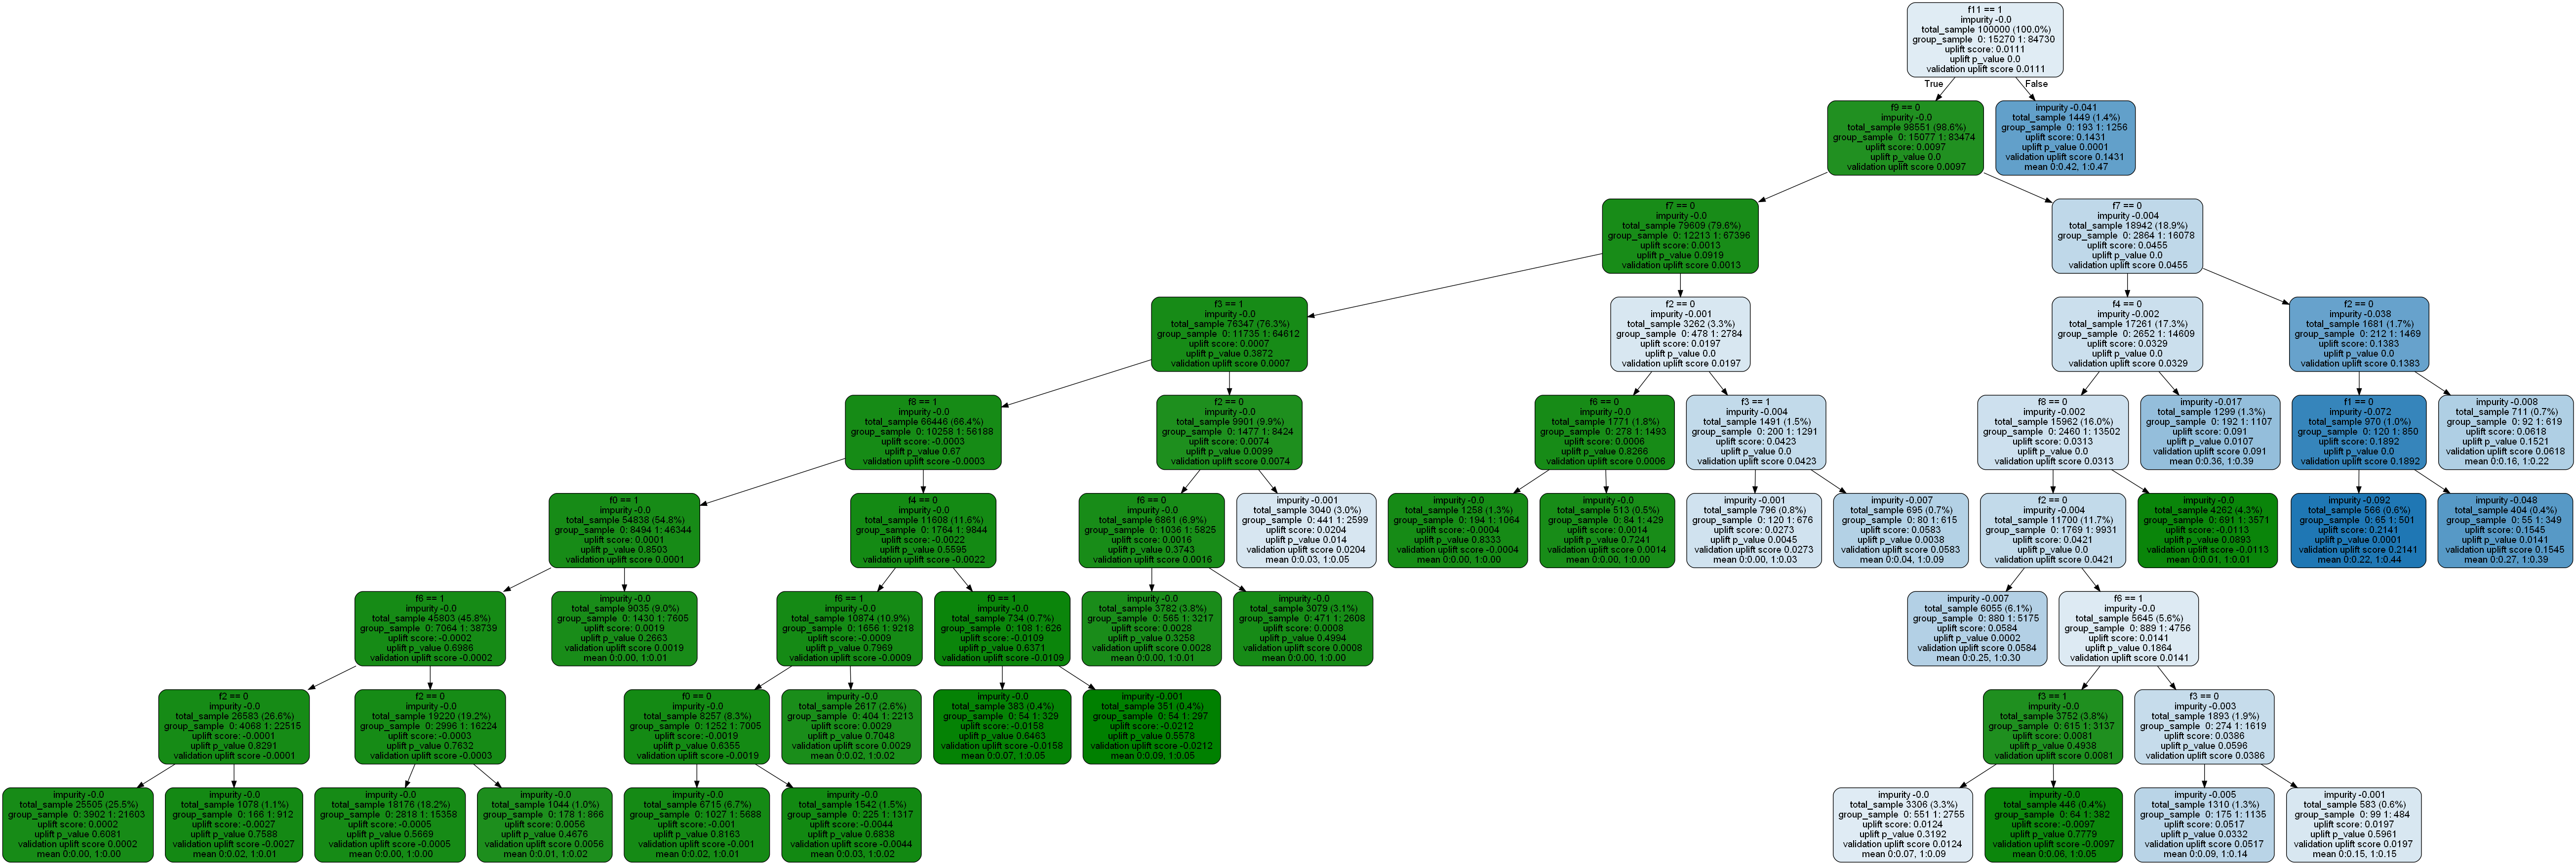 f11 == 1
impurity -0.0
total_sample 100000 (100.0%)
group_sample 0: 15270 1: 84730
uplift score: 0.0111
uplift p_value 0.0
validation uplift score 0.0111
True
False
f9 == 0
impurity -0.0
total_sample 98551 (98.6%)
group_sample 0: 15077 1: 83474
uplift score: 0.0097
uplift p_value 0.0
validation uplift score 0.0097
impurity -0.041
total_sample 1449 (1.4%)
group_sample 0: 193 1: 1256
uplift score: 0.1431
uplift p_value 0.0001
validation uplift score 0.1431
mean 0:0.42, 1:0.47
f7 == 0
impurity -0.0
total_sample 79609 (79.6%)
group_sample 0: 12213 1: 67396
uplift score: 0.0013
uplift p_value 0.0919
validation uplift score 0.0013
f7 == 0
impurity -0.004
total_sample 18942 (18.9%)
group_sample 0: 2864 1: 16078
uplift score: 0.0455
uplift p_value 0.0
validation uplift score 0.0455
f3 == 1
impurity -0.0
total_sample 76347 (76.3%)
group_sample 0: 11735 1: 64612
uplift score: 0.0007
uplift p_value 0.3872
validation uplift score 0.0007
f2 == 0
impurity -0.001
total_sample 3262 (3.3%)
group_sample 0: 478 1: 2784
uplift score: 0.0197
uplift p_value 0.0
validation uplift score 0.0197
f4 == 0
impurity -0.002
total_sample 17261 (17.3%)
group_sample 0: 2652 1: 14609
uplift score: 0.0329
uplift p_value 0.0
validation uplift score 0.0329
f2 == 0
impurity -0.038
total_sample 1681 (1.7%)
group_sample 0: 212 1: 1469
uplift score: 0.1383
uplift p_value 0.0
validation uplift score 0.1383
f8 == 1
impurity -0.0
total_sample 66446 (66.4%)
group_sample 0: 10258 1: 56188
uplift score: -0.0003
uplift p_value 0.67
validation uplift score -0.0003
f2 == 0
impurity -0.0
total_sample 9901 (9.9%)
group_sample 0: 1477 1: 8424
uplift score: 0.0074
uplift p_value 0.0099
validation uplift score 0.0074
f6 == 0
impurity -0.0
total_sample 1771 (1.8%)
group_sample 0: 278 1: 1493
uplift score: 0.0006
uplift p_value 0.8266
validation uplift score 0.0006
f3 == 1
impurity -0.004
total_sample 1491 (1.5%)
group_sample 0: 200 1: 1291
uplift score: 0.0423
uplift p_value 0.0
validation uplift score 0.0423
f8 == 0
impurity -0.002
total_sample 15962 (16.0%)
group_sample 0: 2460 1: 13502
uplift score: 0.0313
uplift p_value 0.0
validation uplift score 0.0313
impurity -0.017
total_sample 1299 (1.3%)
group_sample 0: 192 1: 1107
uplift score: 0.091
uplift p_value 0.0107
validation uplift score 0.091
mean 0:0.36, 1:0.39
f1 == 0
impurity -0.072
total_sample 970 (1.0%)
group_sample 0: 120 1: 850
uplift score: 0.1892
uplift p_value 0.0
validation uplift score 0.1892
impurity -0.008
total_sample 711 (0.7%)
group_sample 0: 92 1: 619
uplift score: 0.0618
uplift p_value 0.1521
validation uplift score 0.0618
mean 0:0.16, 1:0.22
f0 == 1
impurity -0.0
total_sample 54838 (54.8%)
group_sample 0: 8494 1: 46344
uplift score: 0.0001
uplift p_value 0.8503
validation uplift score 0.0001
f4 == 0
impurity -0.0
total_sample 11608 (11.6%)
group_sample 0: 1764 1: 9844
uplift score: -0.0022
uplift p_value 0.5595
validation uplift score -0.0022
f6 == 0
impurity -0.0
total_sample 6861 (6.9%)
group_sample 0: 1036 1: 5825
uplift score: 0.0016
uplift p_value 0.3743
validation uplift score 0.0016
impurity -0.001
total_sample 3040 (3.0%)
group_sample 0: 441 1: 2599
uplift score: 0.0204
uplift p_value 0.014
validation uplift score 0.0204
mean 0:0.03, 1:0.05
impurity -0.0
total_sample 1258 (1.3%)
group_sample 0: 194 1: 1064
uplift score: -0.0004
uplift p_value 0.8333
validation uplift score -0.0004
mean 0:0.00, 1:0.00
impurity -0.0
total_sample 513 (0.5%)
group_sample 0: 84 1: 429
uplift score: 0.0014
uplift p_value 0.7241
validation uplift score 0.0014
mean 0:0.00, 1:0.00
impurity -0.001
total_sample 796 (0.8%)
group_sample 0: 120 1: 676
uplift score: 0.0273
uplift p_value 0.0045
validation uplift score 0.0273
mean 0:0.00, 1:0.03
impurity -0.007
total_sample 695 (0.7%)
group_sample 0: 80 1: 615
uplift score: 0.0583
uplift p_value 0.0038
validation uplift score 0.0583
mean 0:0.04, 1:0.09
f2 == 0
impurity -0.004
total_sample 11700 (11.7%)
group_sample 0: 1769 1: 9931
uplift score: 0.0421
uplift p_value 0.0
validation uplift score 0.0421
impurity -0.0
total_sample 4262 (4.3%)
group_sample 0: 691 1: 3571
uplift score: -0.0113
uplift p_value 0.0893
validation uplift score -0.0113
mean 0:0.01, 1:0.01
impurity -0.092
total_sample 566 (0.6%)
group_sample 0: 65 1: 501
uplift score: 0.2141
uplift p_value 0.0001
validation uplift score 0.2141
mean 0:0.22, 1:0.44
impurity -0.048
total_sample 404 (0.4%)
group_sample 0: 55 1: 349
uplift score: 0.1545
uplift p_value 0.0141
validation uplift score 0.1545
mean 0:0.27, 1:0.39
f6 == 1
impurity -0.0
total_sample 45803 (45.8%)
group_sample 0: 7064 1: 38739
uplift score: -0.0002
uplift p_value 0.6986
validation uplift score -0.0002
impurity -0.0
total_sample 9035 (9.0%)
group_sample 0: 1430 1: 7605
uplift score: 0.0019
uplift p_value 0.2663
validation uplift score 0.0019
mean 0:0.00, 1:0.01
f6 == 1
impurity -0.0
total_sample 10874 (10.9%)
group_sample 0: 1656 1: 9218
uplift score: -0.0009
uplift p_value 0.7969
validation uplift score -0.0009
f0 == 1
impurity -0.0
total_sample 734 (0.7%)
group_sample 0: 108 1: 626
uplift score: -0.0109
uplift p_value 0.6371
validation uplift score -0.0109
impurity -0.0
total_sample 3782 (3.8%)
group_sample 0: 565 1: 3217
uplift score: 0.0028
uplift p_value 0.3258
validation uplift score 0.0028
mean 0:0.00, 1:0.01
impurity -0.0
total_sample 3079 (3.1%)
group_sample 0: 471 1: 2608
uplift score: 0.0008
uplift p_value 0.4994
validation uplift score 0.0008
mean 0:0.00, 1:0.00
impurity -0.007
total_sample 6055 (6.1%)
group_sample 0: 880 1: 5175
uplift score: 0.0584
uplift p_value 0.0002
validation uplift score 0.0584
mean 0:0.25, 1:0.30
f6 == 1
impurity -0.0
total_sample 5645 (5.6%)
group_sample 0: 889 1: 4756
uplift score: 0.0141
uplift p_value 0.1864
validation uplift score 0.0141
f2 == 0
impurity -0.0
total_sample 26583 (26.6%)
group_sample 0: 4068 1: 22515
uplift score: -0.0001
uplift p_value 0.8291
validation uplift score -0.0001
f2 == 0
impurity -0.0
total_sample 19220 (19.2%)
group_sample 0: 2996 1: 16224
uplift score: -0.0003
uplift p_value 0.7632
validation uplift score -0.0003
f0 == 0
impurity -0.0
total_sample 8257 (8.3%)
group_sample 0: 1252 1: 7005
uplift score: -0.0019
uplift p_value 0.6355
validation uplift score -0.0019
impurity -0.0
total_sample 2617 (2.6%)
group_sample 0: 404 1: 2213
uplift score: 0.0029
uplift p_value 0.7048
validation uplift score 0.0029
mean 0:0.02, 1:0.02
impurity -0.0
total_sample 383 (0.4%)
group_sample 0: 54 1: 329
uplift score: -0.0158
uplift p_value 0.6463
validation uplift score -0.0158
mean 0:0.07, 1:0.05
impurity -0.001
total_sample 351 (0.4%)
group_sample 0: 54 1: 297
uplift score: -0.0212
uplift p_value 0.5578
validation uplift score -0.0212
mean 0:0.09, 1:0.05
f3 == 1
impurity -0.0
total_sample 3752 (3.8%)
group_sample 0: 615 1: 3137
uplift score: 0.0081
uplift p_value 0.4938
validation uplift score 0.0081
f3 == 0
impurity -0.003
total_sample 1893 (1.9%)
group_sample 0: 274 1: 1619
uplift score: 0.0386
uplift p_value 0.0596
validation uplift score 0.0386
impurity -0.0
total_sample 25505 (25.5%)
group_sample 0: 3902 1: 21603
uplift score: 0.0002
uplift p_value 0.6081
validation uplift score 0.0002
mean 0:0.00, 1:0.00
impurity -0.0
total_sample 1078 (1.1%)
group_sample 0: 166 1: 912
uplift score: -0.0027
uplift p_value 0.7588
validation uplift score -0.0027
mean 0:0.02, 1:0.01
impurity -0.0
total_sample 18176 (18.2%)
group_sample 0: 2818 1: 15358
uplift score: -0.0005
uplift p_value 0.5669
validation uplift score -0.0005
mean 0:0.00, 1:0.00
impurity -0.0
total_sample 1044 (1.0%)
group_sample 0: 178 1: 866
uplift score: 0.0056
uplift p_value 0.4676
validation uplift score 0.0056
mean 0:0.01, 1:0.02
impurity -0.0
total_sample 6715 (6.7%)
group_sample 0: 1027 1: 5688
uplift score: -0.001
uplift p_value 0.8163
validation uplift score -0.001
mean 0:0.02, 1:0.01
impurity -0.0
total_sample 1542 (1.5%)
group_sample 0: 225 1: 1317
uplift score: -0.0044
uplift p_value 0.6838
validation uplift score -0.0044
mean 0:0.03, 1:0.02
impurity -0.0
total_sample 3306 (3.3%)
group_sample 0: 551 1: 2755
uplift score: 0.0124
uplift p_value 0.3192
validation uplift score 0.0124
mean 0:0.07, 1:0.09
impurity -0.0
total_sample 446 (0.4%)
group_sample 0: 64 1: 382
uplift score: -0.0097
uplift p_value 0.7779
validation uplift score -0.0097
mean 0:0.06, 1:0.05
impurity -0.005
total_sample 1310 (1.3%)
group_sample 0: 175 1: 1135
uplift score: 0.0517
uplift p_value 0.0332
validation uplift score 0.0517
mean 0:0.09, 1:0.14
impurity -0.001
total_sample 583 (0.6%)
group_sample 0: 99 1: 484
uplift score: 0.0197
uplift p_value 0.5961
validation uplift score 0.0197
mean 0:0.15, 1:0.15